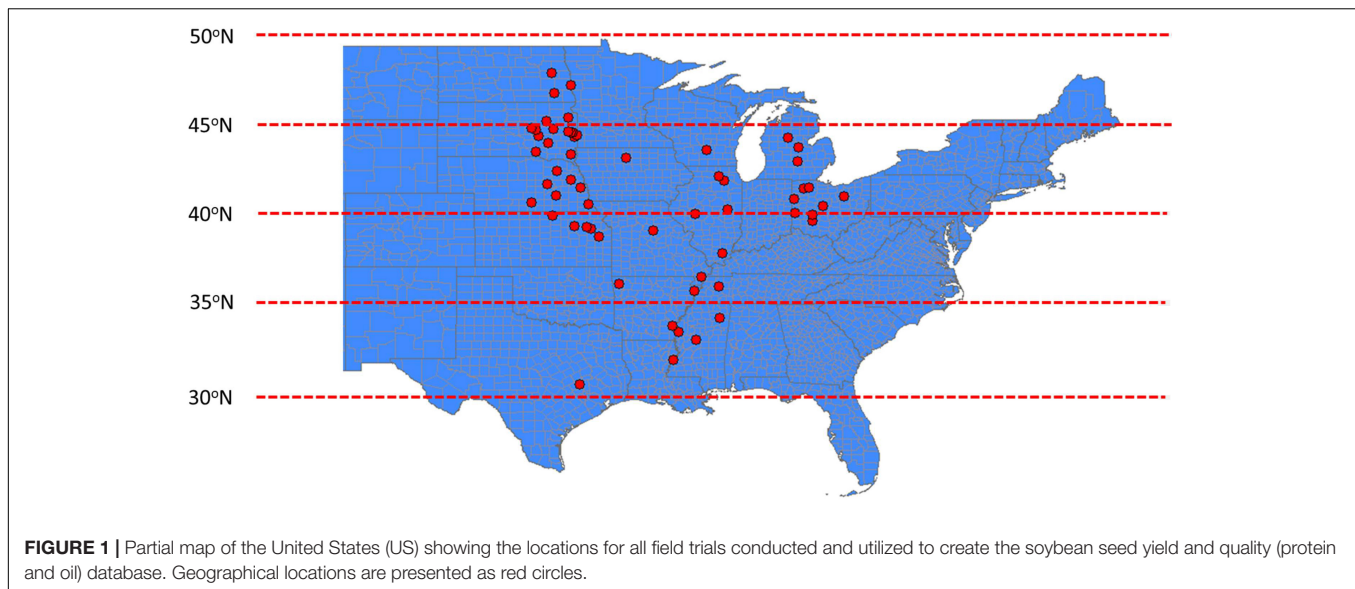 50°N
45°N
40°N
35°N
30°N
FIGURE 1 | Partial map of the United States (US) showing the locations for all field trials conducted and utilized to create the soybean seed yield and quality (protein
and oil) database. Geographical locations are presented as red circles.